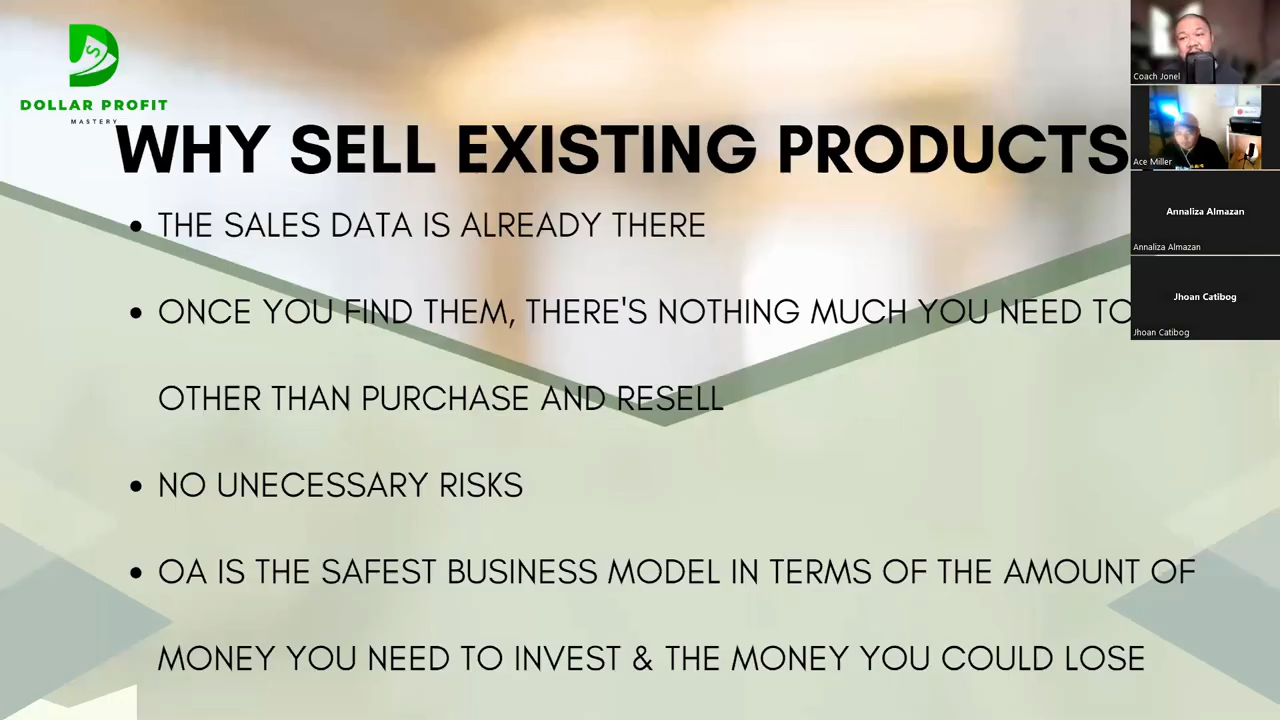 DOLLAR PROFIT
MASTERY
WHY SELL EXISTING PRODUCTS
THE SALES DATA IS ALREADY THERE
ONCE YOU FIND THEM, THERE'S NOTHING MUCH YOU NEED TO
OTHER THAN PURCHASE AND RESELL
NO UNECESSARY RISKS
OA IS THE SAFEST BUSINESS MODEL IN TERMS OF THE AMOUNT OF
MONEY YOU NEED TO INVEST & THE MONEY YOU COULD LOSE
Coach Jonel
Ace Miller
Annaliza Almazan
Annaliza Almazan
Jhoan Catibog
Jhoan Catibog